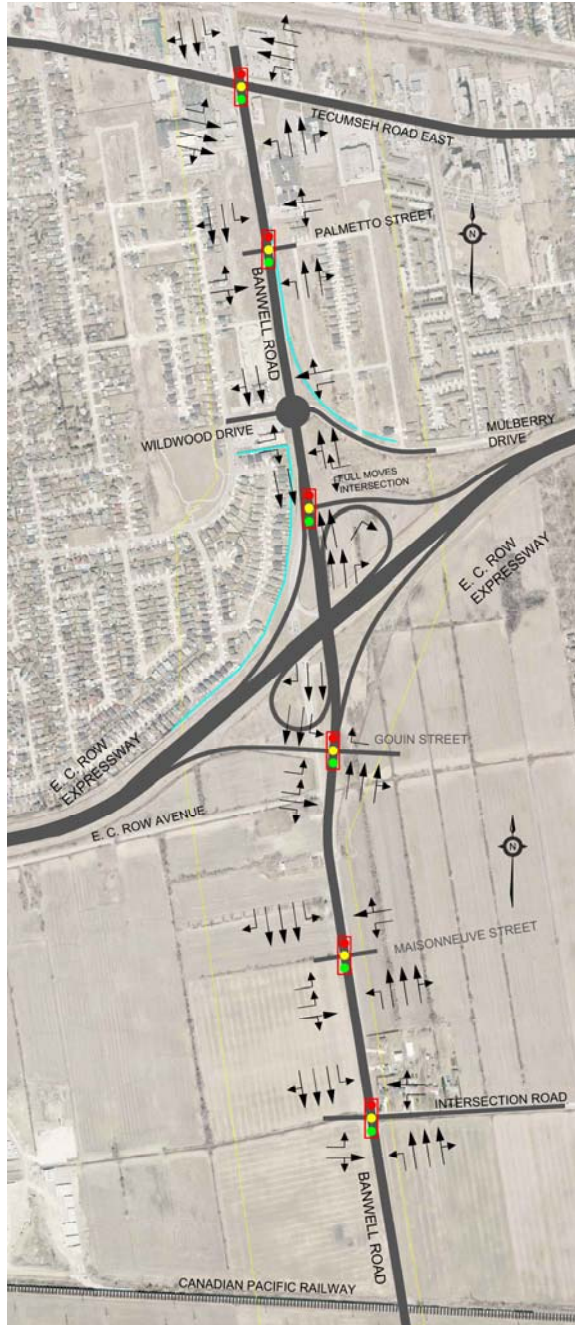 TECUMSEH ROAD EAST
PALMETTO STREET
N
BANWELL ROAD
WILDWOOD DRIVE
MULBERRY
DRIVE
FULL MOVES
INTERSECTION
E. C. ROW
EXPRESSWAY
GOUIN STREET
E. C. ROW
EXPRESSWAY
E. C. ROW AVENUE
N
MAISONNEUVE STREET
INTERSECTION ROAD
BANWELL ROAD
CANADIAN PACIFIC RAILWAY